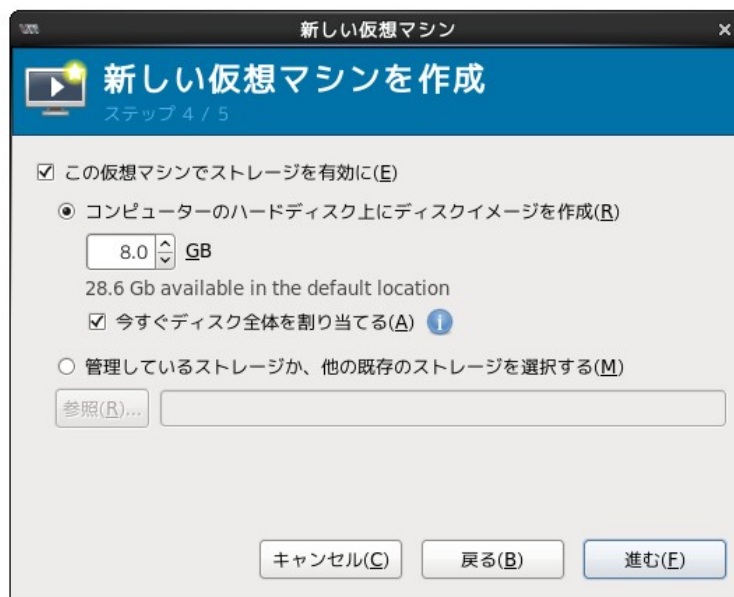 新しい仮想マシン
新しい仮想マシンを作成
ステップ 4 / 5
この仮想マシンでストレージを有効に(E)
コンピューターのハードディスク上にディスクイメージを作成(R)
8.0 GB
28.6 Gb available in the default location
今すぐディスク全体を割り当てる(A)
管理しているストレージか、他の既存のストレージを選択する(M)
参照(R)...
キャンセル(C) 戻る(B) 進む(F)